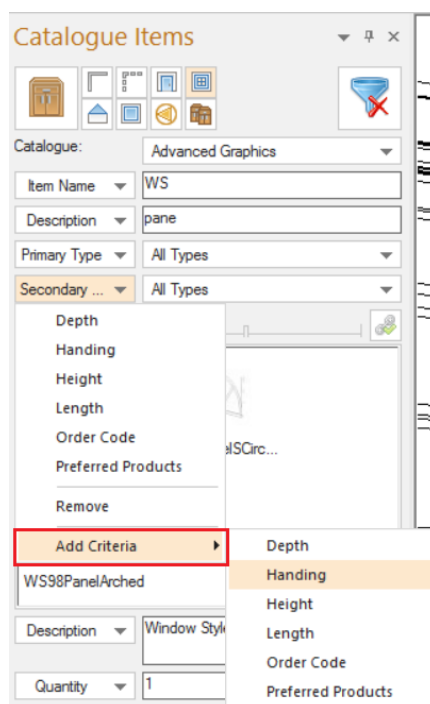 Catalogue Items
Catalogue: Advanced Graphics
Item Name WS
Description pane
Primary Type All Types
Secondary ... All Types
Depth
Handing
Height
Length
Order Code
Preferred Products
elSCirc...
Remove
Add Criteria
Depth
Handing
Height
Length
Order Code
Preferred Products
WS98PanelArched
Description Window Style
Quantity 1